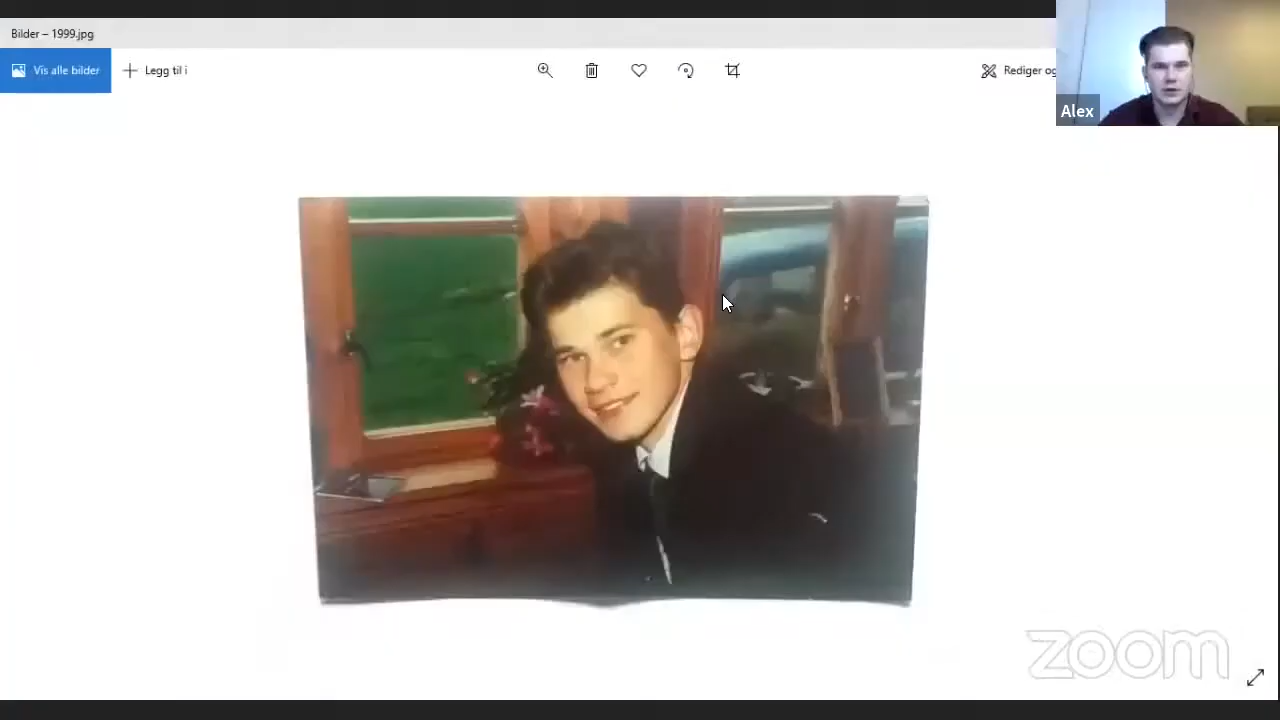 Bilder – 1999.jpg
Vis alle bilder
Legg til i
Rediger og
Alex
zoom